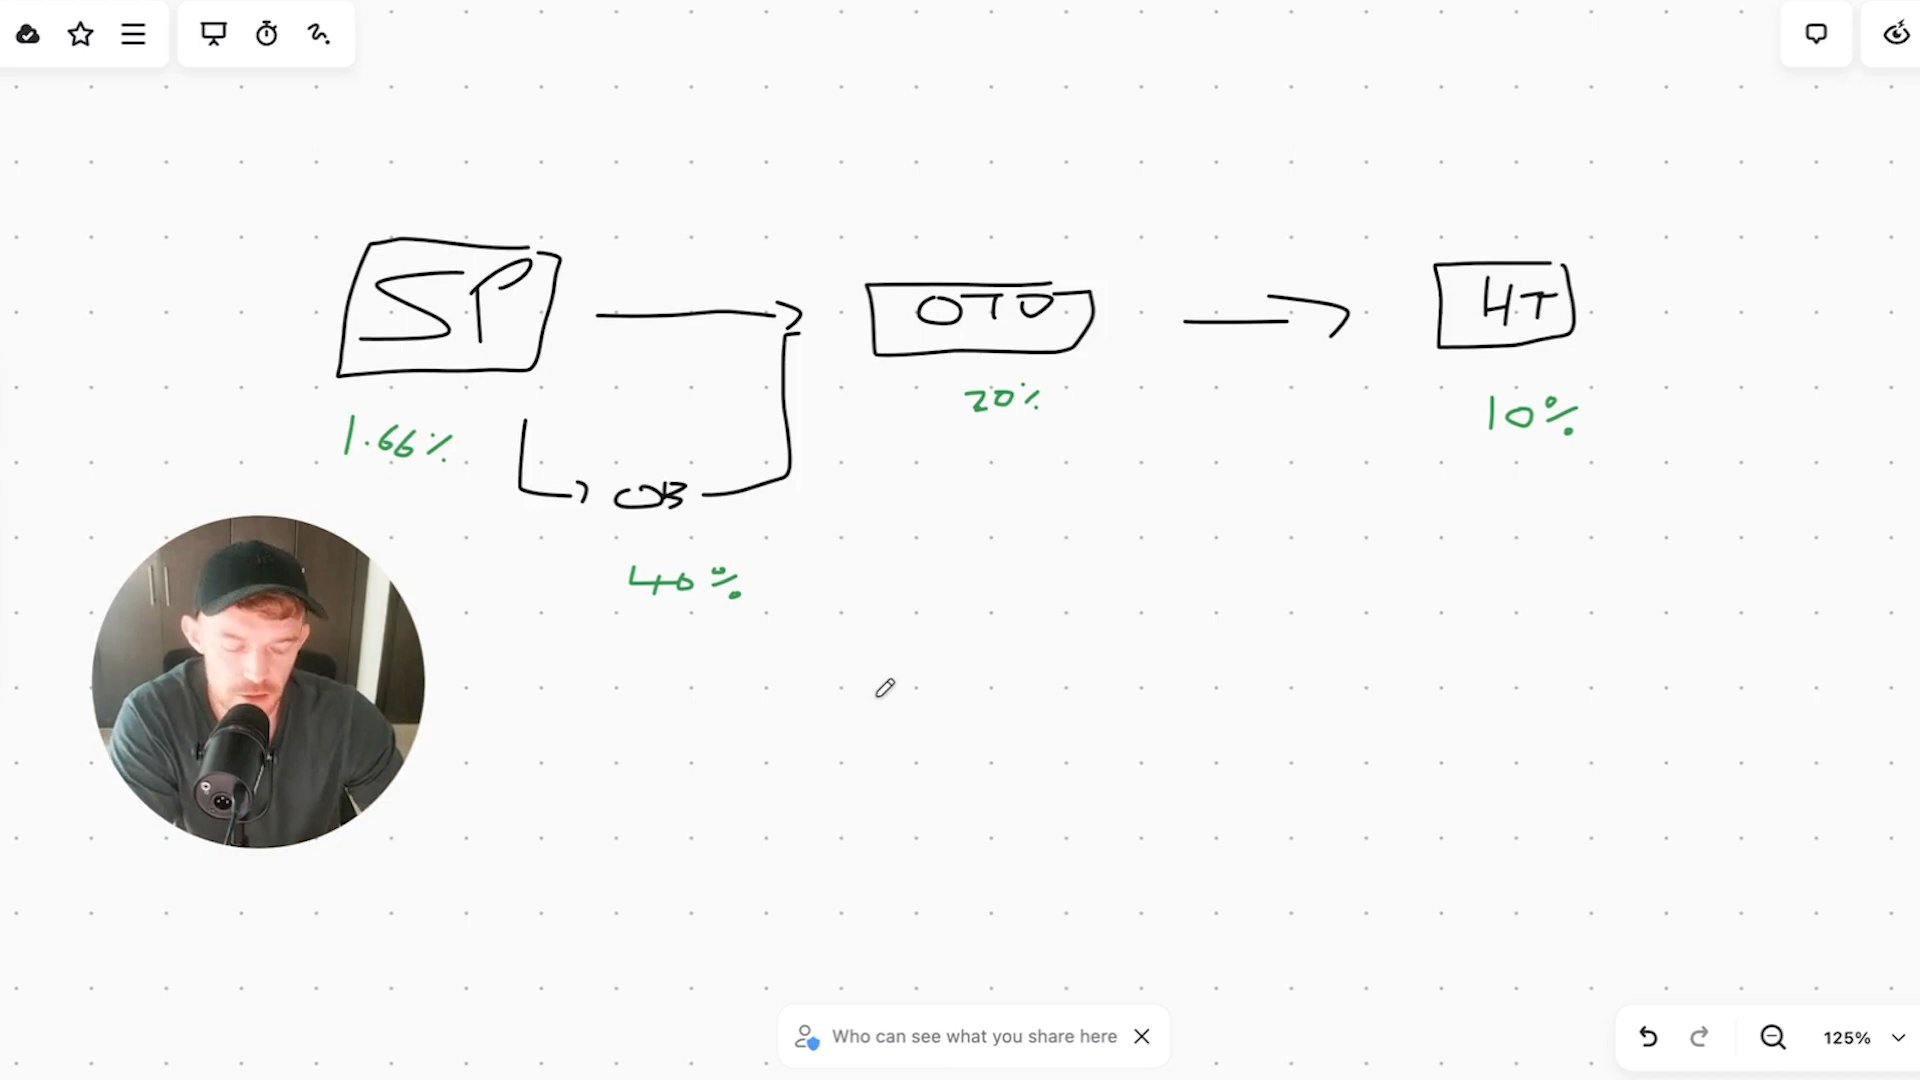 SP
OTO
HT
1.66%
20%
10%
OB
40%
Who can see what you share here
125%